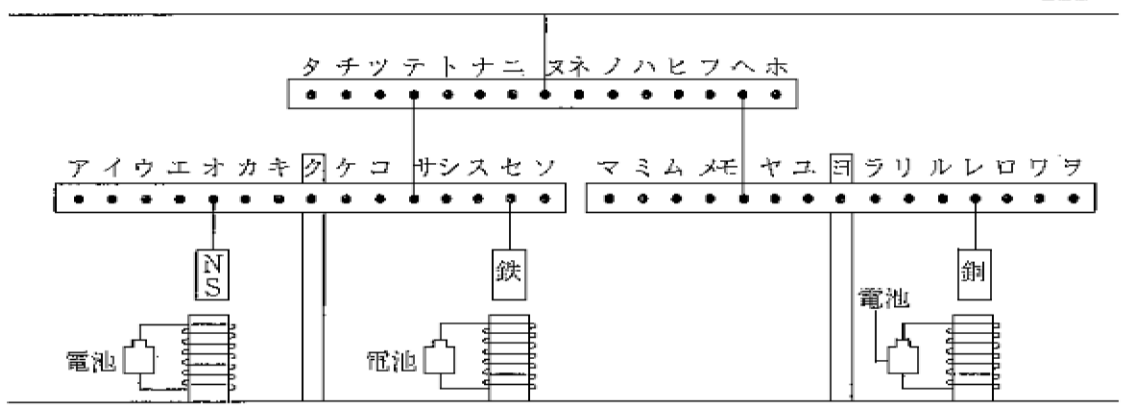 タ チ ツ テ ト ナ ニ ヌ ネ ノ ハ ヒ フ ヘ ホ
ア イ ウ エ オ カ キ ク ケ コ サ シ ス セ ソ
マ ミ ム メ モ ヤ ユ ヨ ラ リ ル レ ロ ワ ヲ
N
S
鉄
銅
電池
電池
電池